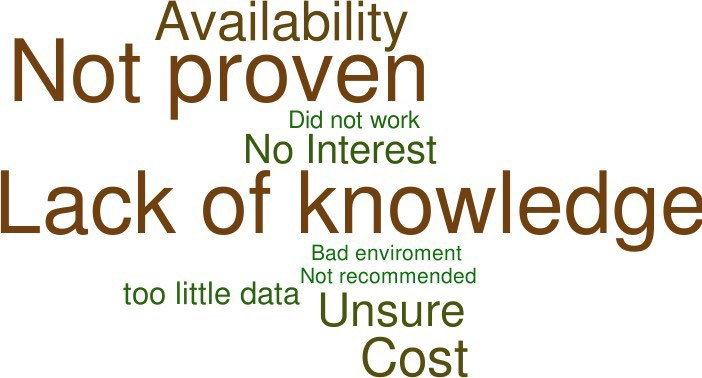 Availability
Not proven
Did not work
No Interest
Lack of knowledge
Bad enviroment
Not recommended
too little data
Unsure
Cost